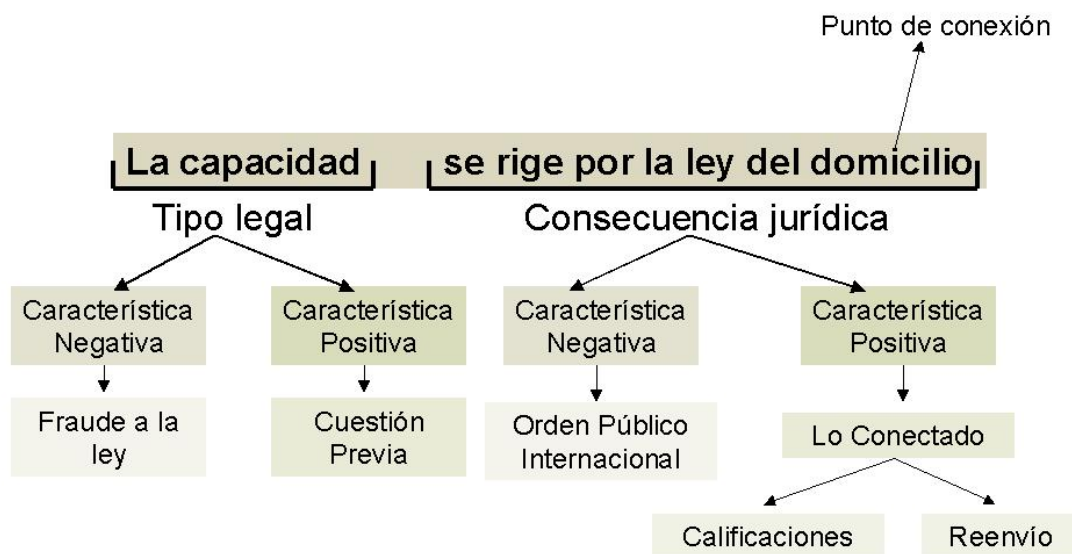 Punto de conexión
La capacidad se rige por la ley del domicilio
Tipo legal Consecuencia jurídica
Característica
Negativa
Característica
Positiva
Característica
Negativa
Característica
Positiva
Fraude a la
ley
Cuestión
Previa
Orden Público
Internacional
Lo Conectado
Calificaciones
Reenvío